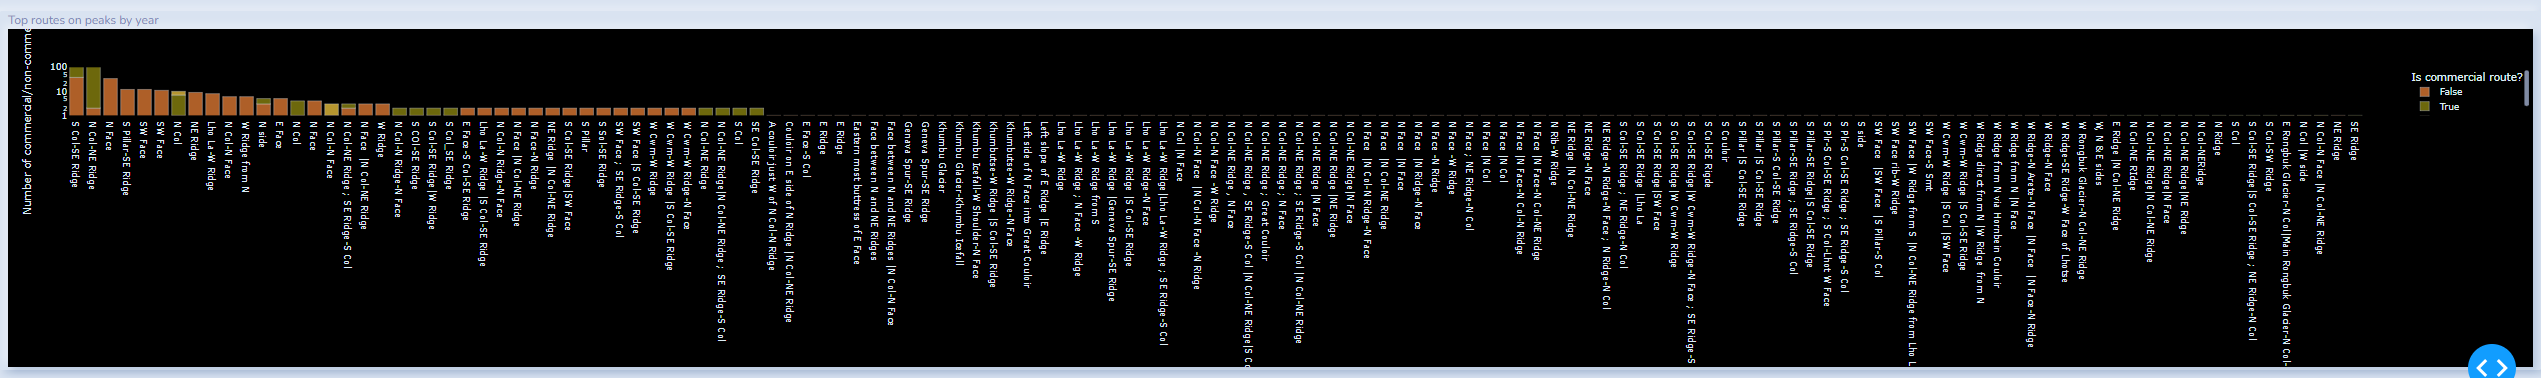 Top routes on peaks by year
Number of commercial/non-comme
100
5
2
10
5
2
1
S Col-SE Ridge
N Col-NE Ridge
N Face
S Pillar-SE Ridge
SW Face
SW Face
N Col
NE Ridge
Lho La-W Ridge
N Col-N Face
W Ridge from N
N side
E Face
N Col
N Face
N Col-N Face
N Col-NE Ridge; SE Ridge-S Col
N Face |N Col-NE Ridge
W Ridge
N Col-N Ridge-N Face
S COl-SE Ridge
S Col-SE Ridge|W Ridge
S Col_SE Ridge
E Face-S Col-SE Ridge
Lho La-W Ridge |S Col-SE Ridge
N Col-N Ridge-N Face
N Face |N Col-NE Ridge
N Face-N Ridge
NE Ridge |N Col-NE Ridge
S Col-SE Ridge|SW Face
S Pillar
S Sol-SE Ridge
SW Face; SE Ridge-S Col
SW Face |S Col-SE Ridge
W Cwm-W Ridge
W Cwm-W Ridge |S Col-SE Ridge
W Cwm-W Ridge-N Face
N Col-NE Ridge
N Col-NE Ridge|N Col-NE Ridge; SE Ridge-S Col
S Col
SE Col-SE Ridge
A couloir just W of N Col-N Ridge
Couloir on E side of N Ridge |N Col-NE Ridge
E Face-S Col
E Ridge
E Ridge
Eastern most buttress of E Face
Face between N and NE Ridges
Face between N and NE Ridges |N Col-N Face
Geneva Spur-SE Ridge
Geneva Spur-SE Ridge
Khumbu Glacier
Khumbu Glacier-Khumbu Icefall
Khumbu Icefall-W Shoulder-N Face
Khumbutse-W Ridge |S Col-SE Ridge
Khumbutse-W Ridge-N Face
Left side of N Face into Great Couloir
Left slope of E Ridge |E Ridge
Lho La-W Ridge
Lho La-W Ridge; N Face-W Ridge
Lho La-W Ridge from S
Lho La-W Ridge |Geneva Spur-SE Ridge
Lho La-W Ridge |S Col-SE Ridge
Lho La-W Ridge-N Face
Lho La-W Ridge|Lho La-W Ridge; SE Ridge-S Col
N Col |N Face
N Col-N Face |N Col-N Face-N Ridge
N Col-N Face-W Ridge
N Col-NE Ridge; N Face
N Col-NE Ridge; SE Ridge-S Col |N Col-NE Ridge|S C
N Col-NE Ridge; Great Couloir
N Col-NE Ridge; N Face
N Col-NE Ridge; SE Ridge-S Col |N Col-NE Ridge
N Col-NE Ridge |N Face
N Col-NE Ridge |NE Ridge
N Col-NE Ridge|N Face
N Face |N Col-N Ridge-N Face
N Face |N Col-NE Ridge
N Face |N Face
N Face |N Ridge-N Face
N Face-N Ridge
N Face-W Ridge
N Face; NE Ridge-N Col
N Face |N Col
N Face |N Col
N Face |N Face-N Col-N Ridge
N Face |N Face-N Col-NE Ridge
N Rib-W Ridge
NE Ridge |N Col-NE Ridge
NE Ridge-N Face
NE Ridge-N Ridge-N Face; N Ridge-N Col
S Col-SE Ridge; NE Ridge-N Col
S Col-SE Ridge |Lho La
S Col-SE Ridge |SW Face
S Col-SE Ridge|W Cwm-W Ridge
S Col-SE Ridge|W Cwm-W Ridge-N Face; SE Ridge-S
S Col-SE Rigde
S Couloir
S Pillar |S Col-SE Ridge
S Pillar |S Col-SE Ridge
S Pillar-S Col-SE Ridge
S Pillar-SE Ridge; SE Ridge-S Col
S Pillar-SE Ridge|S Col-SE Ridge
S Plr-S Col-SE Ridge; S Col-Lhot W Face
S Plr-S Col-SE Ridge; SE Ridge-S Col
S side
SW Face |SW Face |S Pillar-S Col
SW Face rib-W Ridge
SW Face |W Ridge from S |N Col-NE Ridge from Lho L
SW Face-S Smt
W Cwm-W Ridge |S Col |SW Face
W Cwm-W Ridge |S Col-SE Ridge
W Ridge direct from N |W Ridge from N
W Ridge from N via Hornbein Couloir
W Ridge from N |N Face
W Ridge-N Arete-N Face |N Face |N Face-N Ridge
W Ridge-N Face
W Ridge-SE Ridge-W Face of Lhotse
W Rongbuk Glacier-N Col-NE Ridge
W, N & E sides
E Ridge |N Col-NE Ridge
N Col-NE RIdge
N Col-NE Ridge|N Col-NE Ridge
N Col-NE Ridge|N Face
N Col-NE Ridge|NE Ridge
N Col-NERidge
N Ridge
S Col
S Col-SE Ridge|S Col-SE Ridge; NE Ridge-N Col
S Col-SW Ridge
E Rongbuk Glacier-N Col|Main Rongbuk Glacier-N Col-
N Col |W side
N Col-N Face |N Col-NE Ridge
NE Ridge
SE Ridge
Is commercial route?
False
True